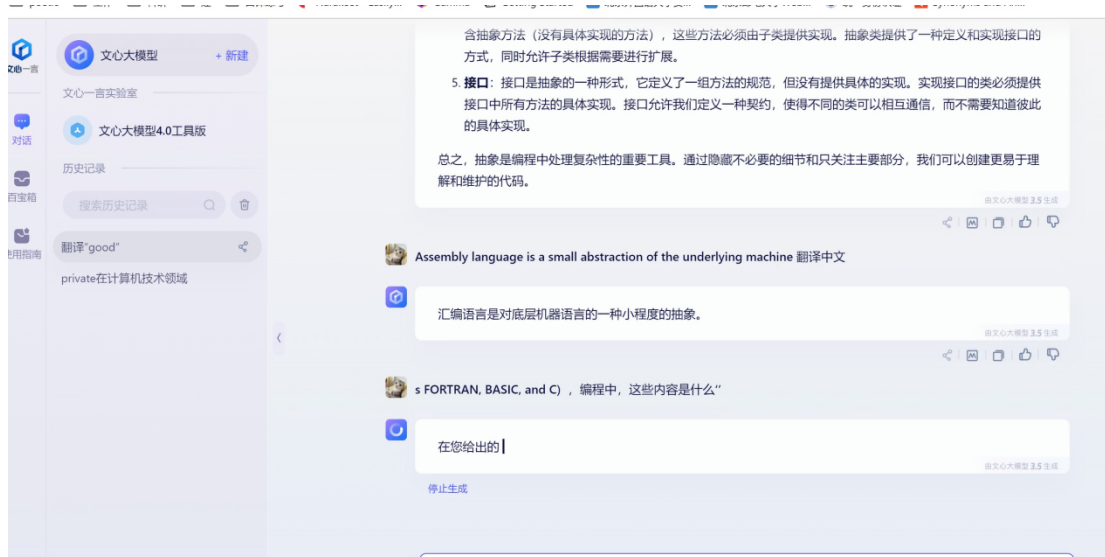 文心一言
文心大模型
+ 新建
文心一言实验室
对话
文心大模型4.0工具版
历史记录
百宝箱
搜索历史记录
使用指南
翻译"good"
private在计算机技术领域
含抽象方法（没有具体实现的方法），这些方法必须由子类提供实现。抽象类提供了一种定义和实现接口的
方式，同时允许子类根据需要进行扩展。
5. 接口：接口是抽象的一种形式，它定义了一组方法的规范，但没有提供具体的实现。实现接口的类必须提供
接口中所有方法的具体实现。接口允许我们定义一种契约，使得不同的类可以相互通信，而不需要知道彼此
的具体实现。
总之，抽象是编程中处理复杂性的重要工具。通过隐藏不必要的细节和只关注主要部分，我们可以创建更易于理
解和维护的代码。
由文心大模型 3.5 生成
Assembly language is a small abstraction of the underlying machine 翻译中文
汇编语言是对底层机器语言的一种小程度的抽象。
由文心大模型 3.5 生成
s FORTRAN, BASIC, and C) ，编程中，这些内容是什么“
在您给出的
由文心大模型 3.5 生成
停止生成